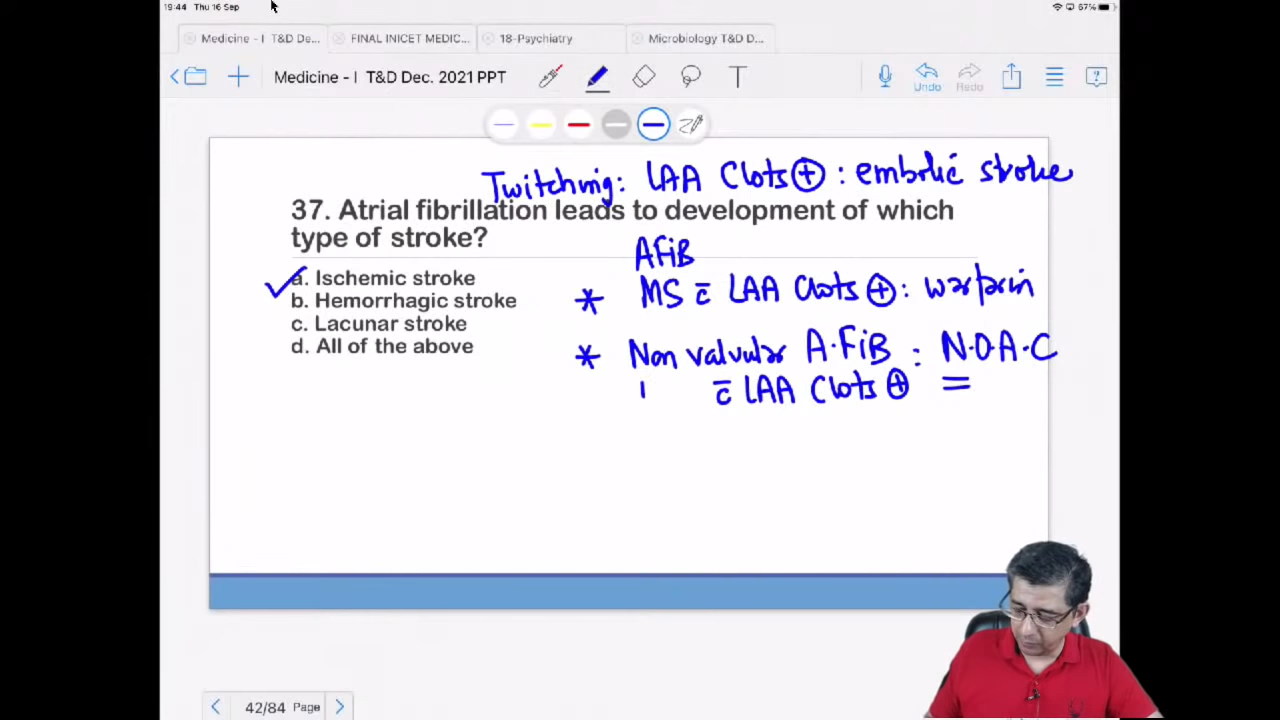 19:44 Thu 16 Sep
67%
Medicine - I T&D De...
FINAL INICET MEDIC...
18-Psychiatry
Microbiology T&D D...
Medicine - I T&D Dec. 2021 PPT
T
Undo
Redo
Twitching: LAA Clots + : embolic stroke
37. Atrial fibrillation leads to development of which
type of stroke?
AFiB
a. Ischemic stroke
* MS c̄ LAA Clots + : warfarin
b. Hemorrhagic stroke
c. Lacunar stroke
d. All of the above
* Non valvular A.FiB : N.O.A.C
c̄ LAA Clots + =
42/84 Page